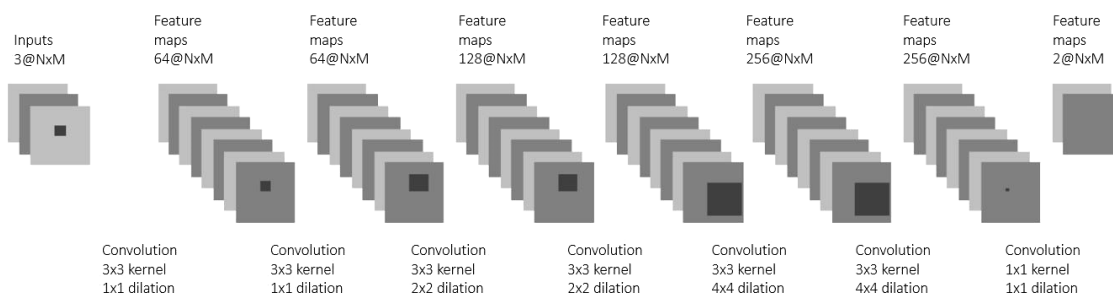 Inputs
3@NxM
Feature
maps
64@NxM
Feature
maps
64@NxM
Feature
maps
128@NxM
Feature
maps
128@NxM
Feature
maps
256@NxM
Feature
maps
256@NxM
Feature
maps
2@NxM
Convolution
3x3 kernel
1x1 dilation
Convolution
3x3 kernel
1x1 dilation
Convolution
3x3 kernel
2x2 dilation
Convolution
3x3 kernel
2x2 dilation
Convolution
3x3 kernel
4x4 dilation
Convolution
3x3 kernel
4x4 dilation
Convolution
1x1 kernel
1x1 dilation